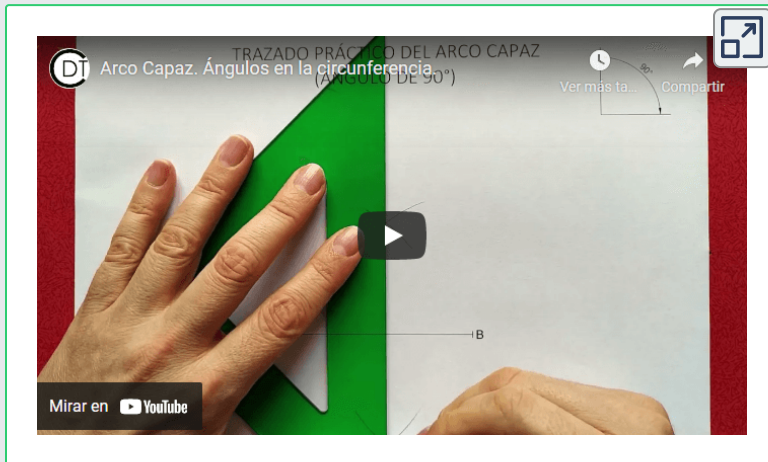 TRAZADO PRÁCTICO DEL ARCO CAPAZ
DT Arco Capaz. Ángulos en la circunferencia.
(ÁNGULO DE 90°)
90°
Ver más ta...
Compartir
B
Mirar en YouTube